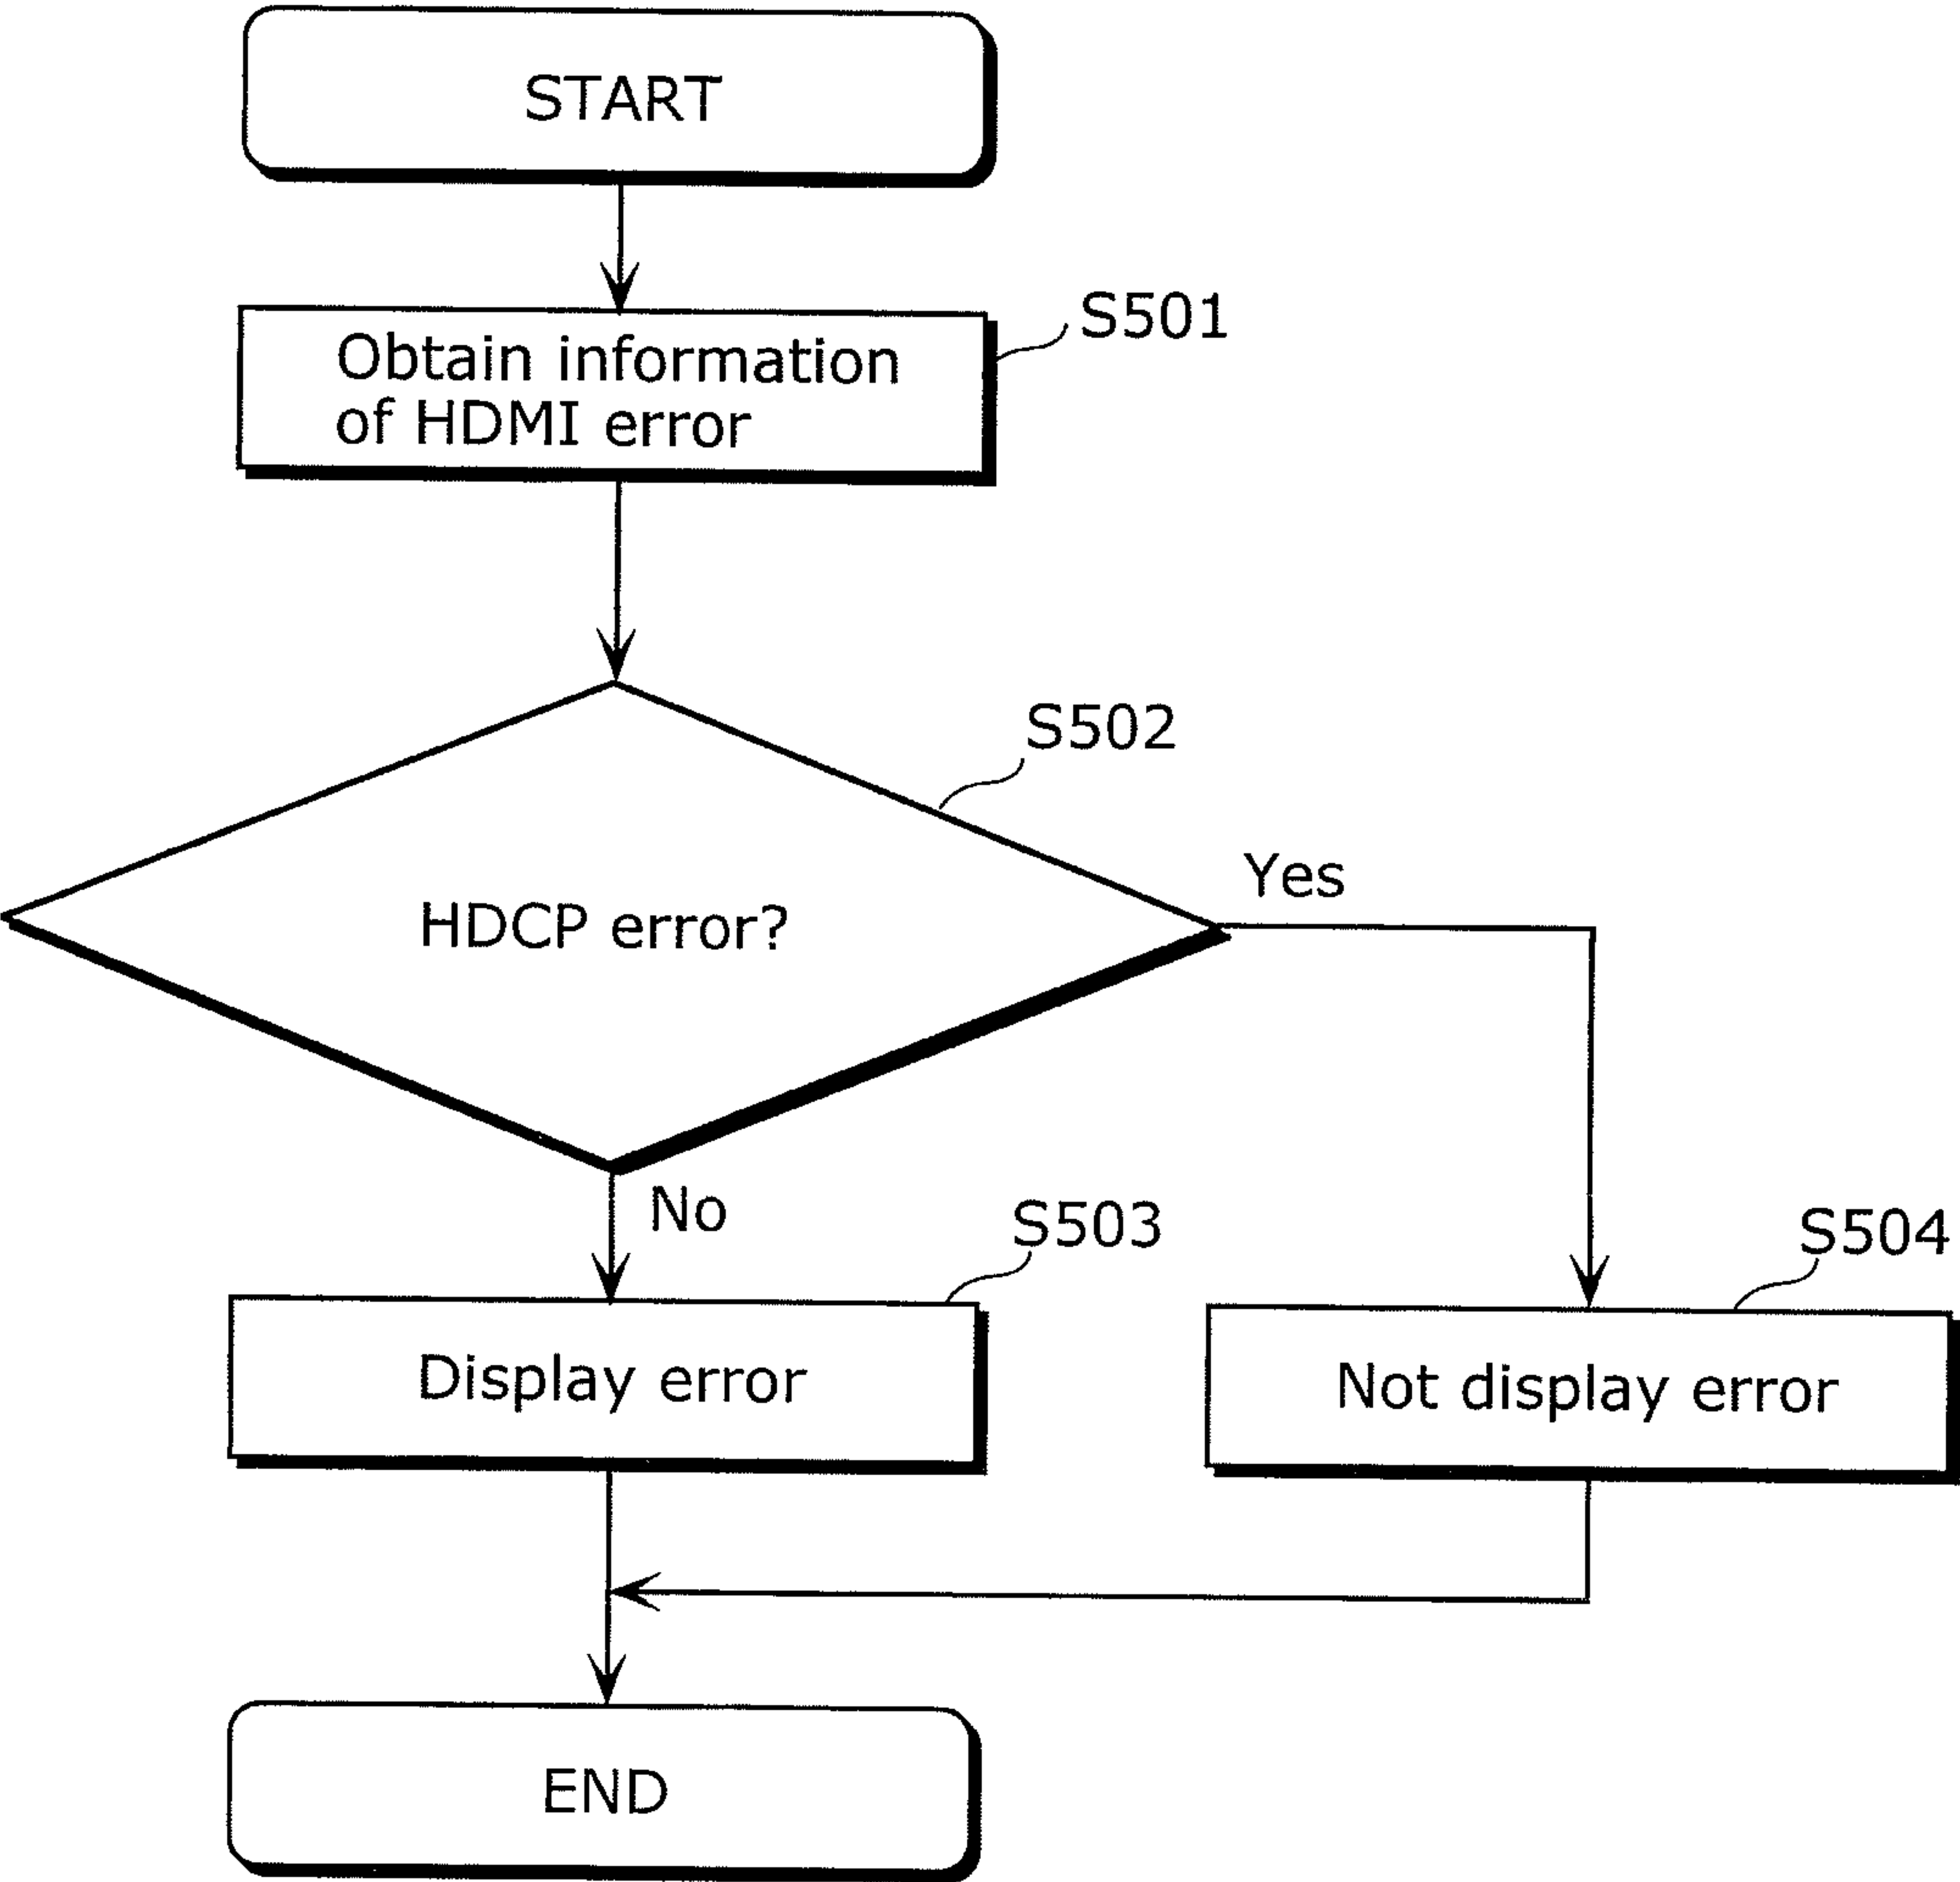 START
S501
Obtain information
of HDMI error
S502
HDCP error?
Yes
No
S503
S504
Display error
Not display error
END